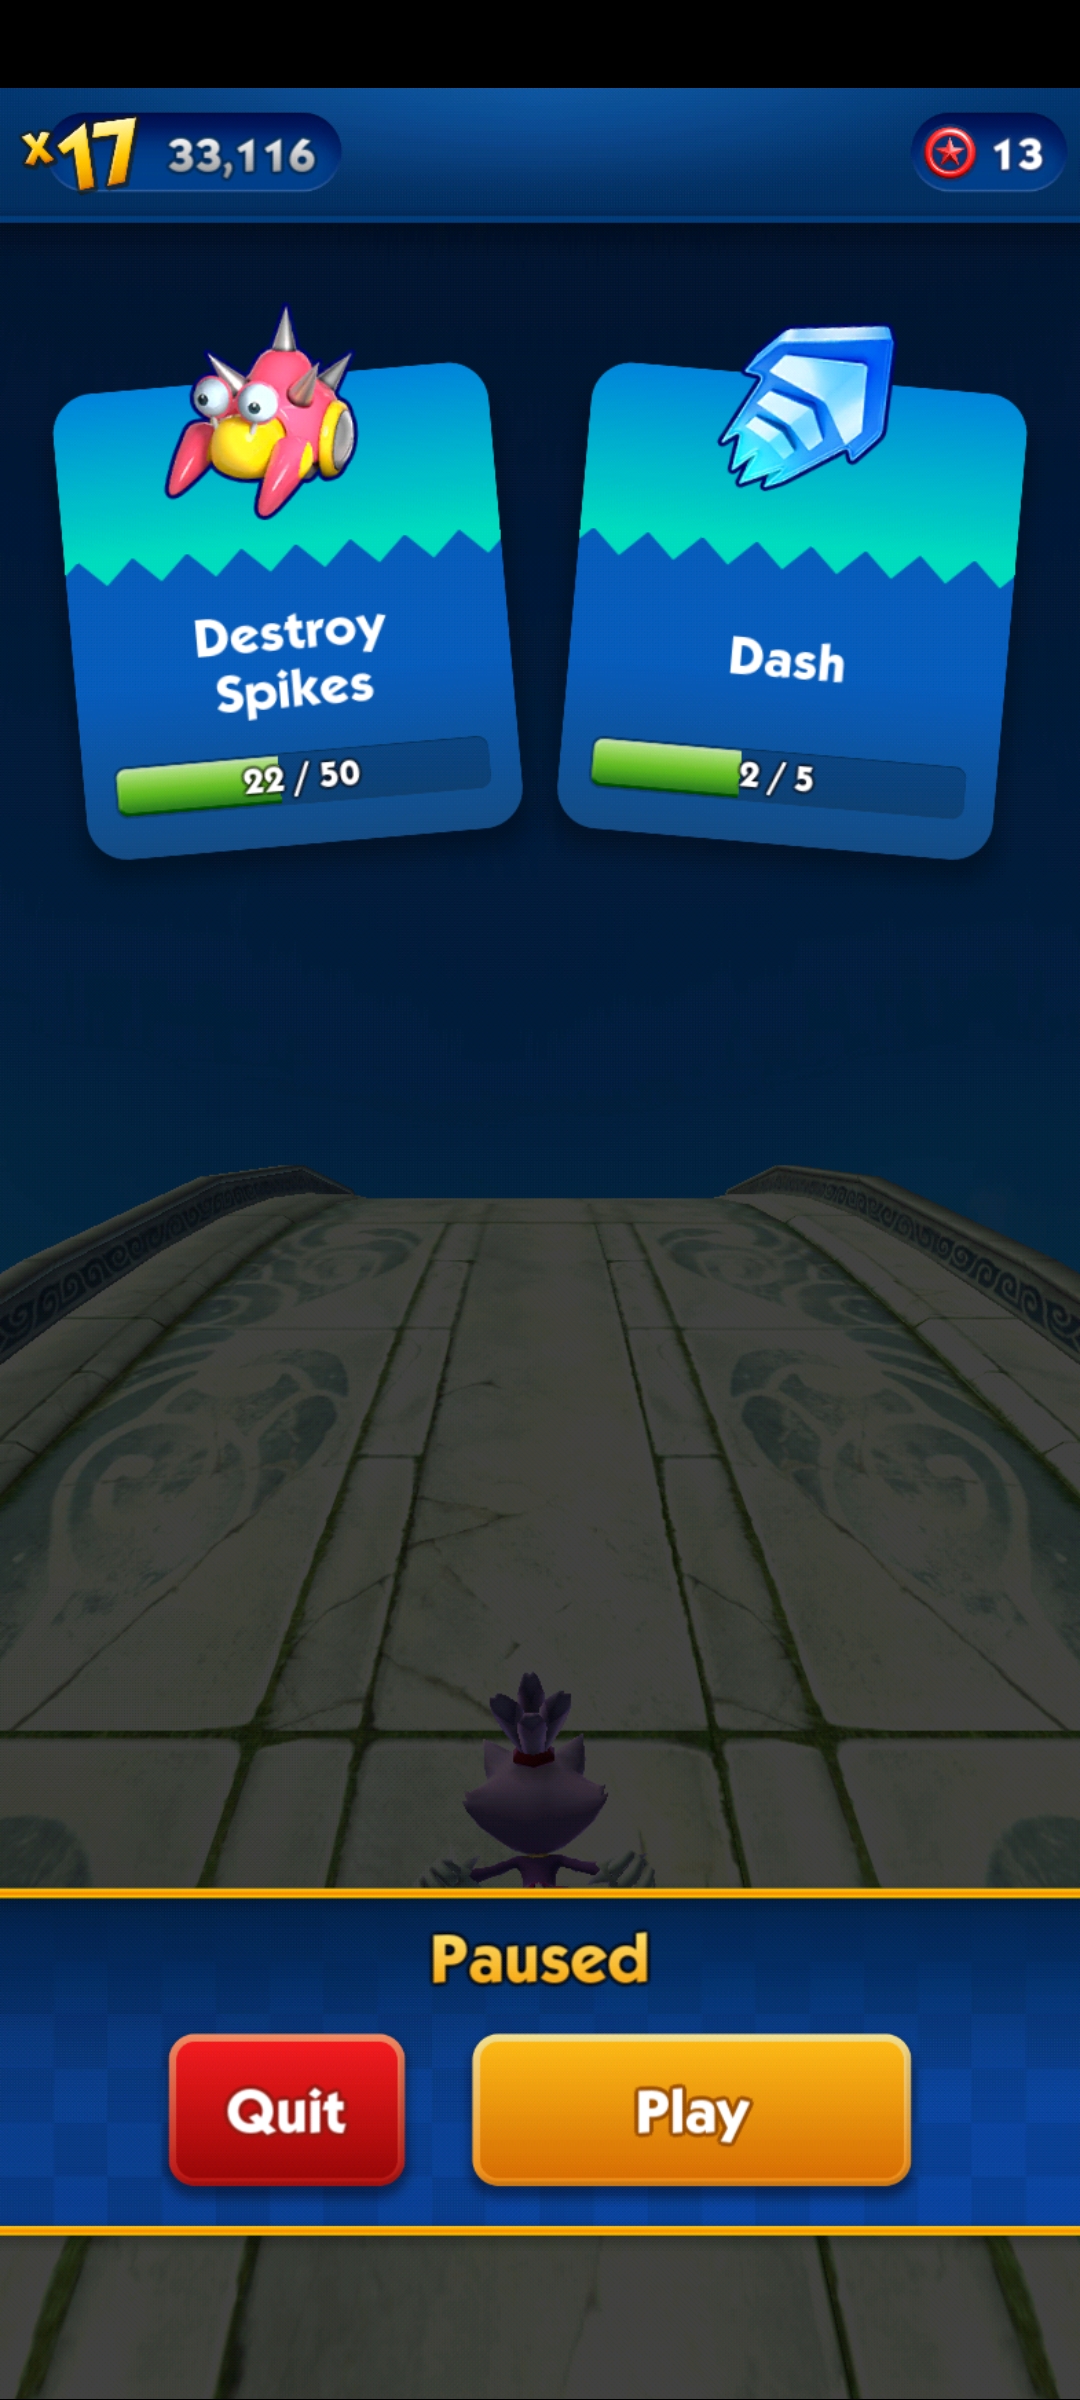 x17 33,116
13
Destroy
Spikes
22 / 50
Dash
2 / 5
Paused
Quit
Play